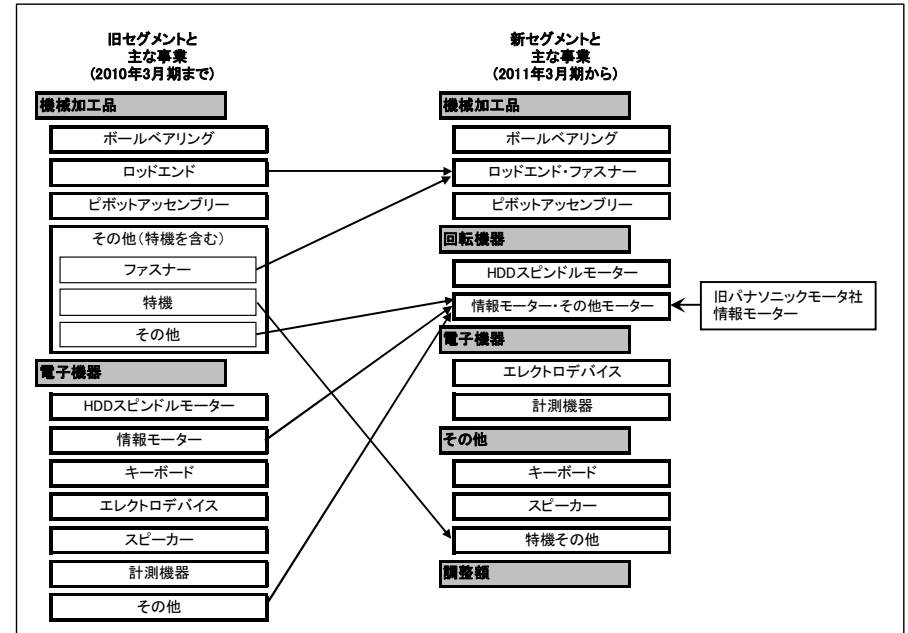 旧セグメントと
主な事業
(2010年3月期まで)
機械加工品
ボールベアリング
ロッドエンド
ピボットアッセンブリー
その他(特機を含む)
ファスナー
特機
その他
電子機器
HDDスピンドルモーター
情報モーター
キーボード
エレクトロデバイス
スピーカー
計測機器
その他
新セグメントと
主な事業
(2011年3月期から)
機械加工品
ボールベアリング
ロッドエンド・ファスナー
ピボットアッセンブリー
回転機器
HDDスピンドルモーター
情報モーター・その他モーター
電子機器
エレクトロデバイス
計測機器
その他
キーボード
スピーカー
特機その他
調整額
旧パナソニックモータ社
情報モーター